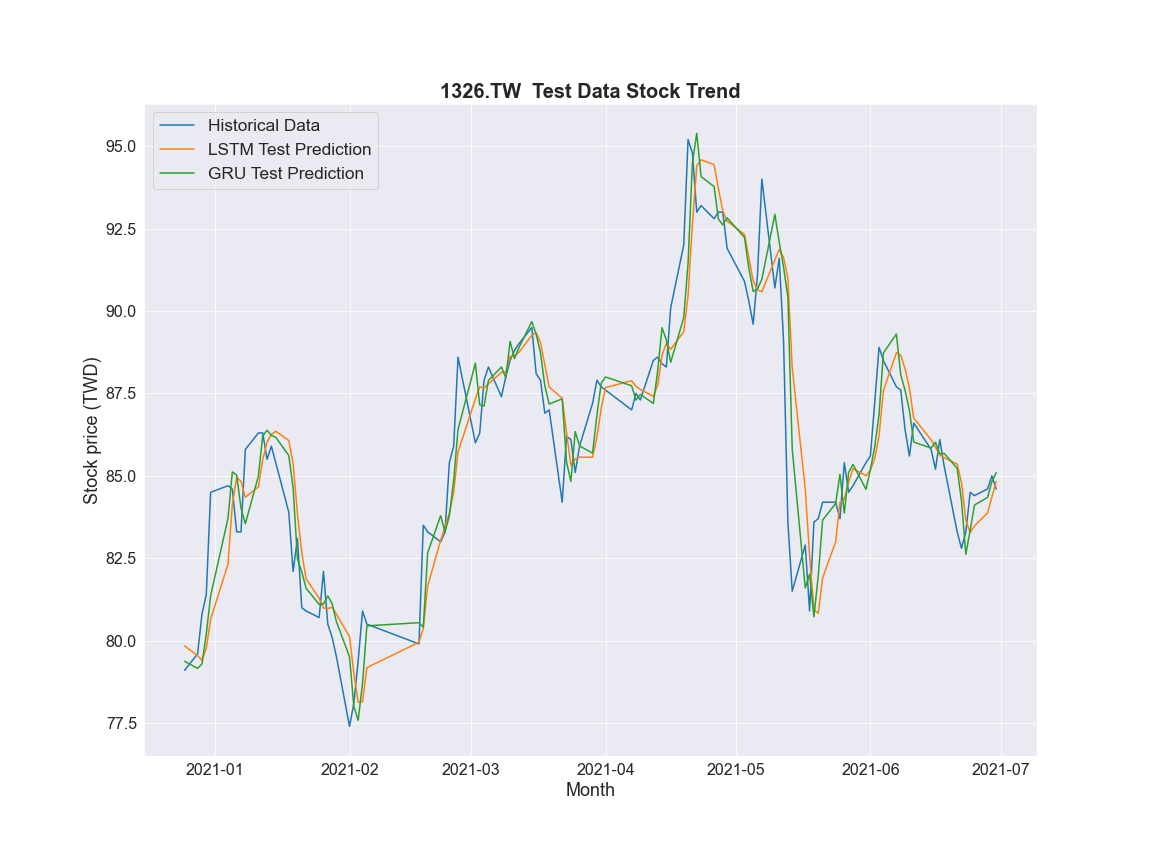 1326.TW  Test Data Stock Trend
Historical Data
LSTM Test Prediction
GRU Test Prediction
95.0
92.5
90.0
87.5
85.0
82.5
80.0
77.5
Stock price (TWD)
2021-01 2021-02 2021-03 2021-04 2021-05 2021-06 2021-07
Month